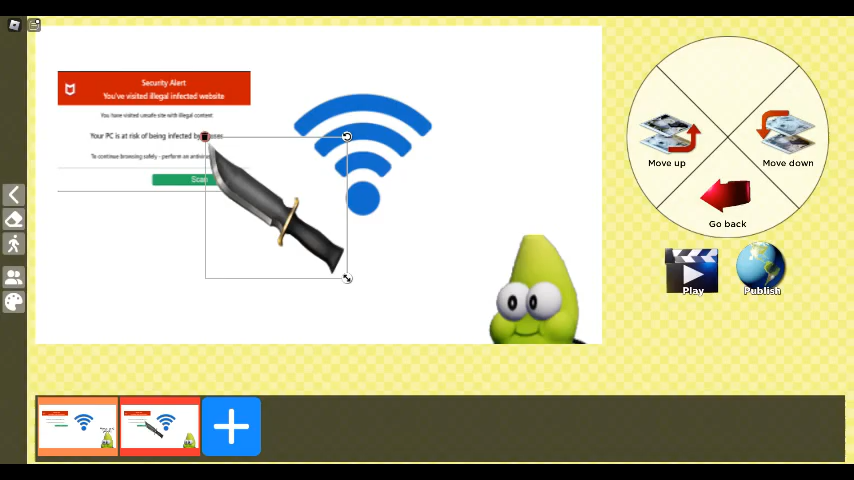 Security Alert
You've visited illegal infected website
You have visited unsafe site with illegal content
Your PC is at risk of being infected by
To continue browsing safely - perform an
Scan
Move up
Move down
Go back
Play
Publish